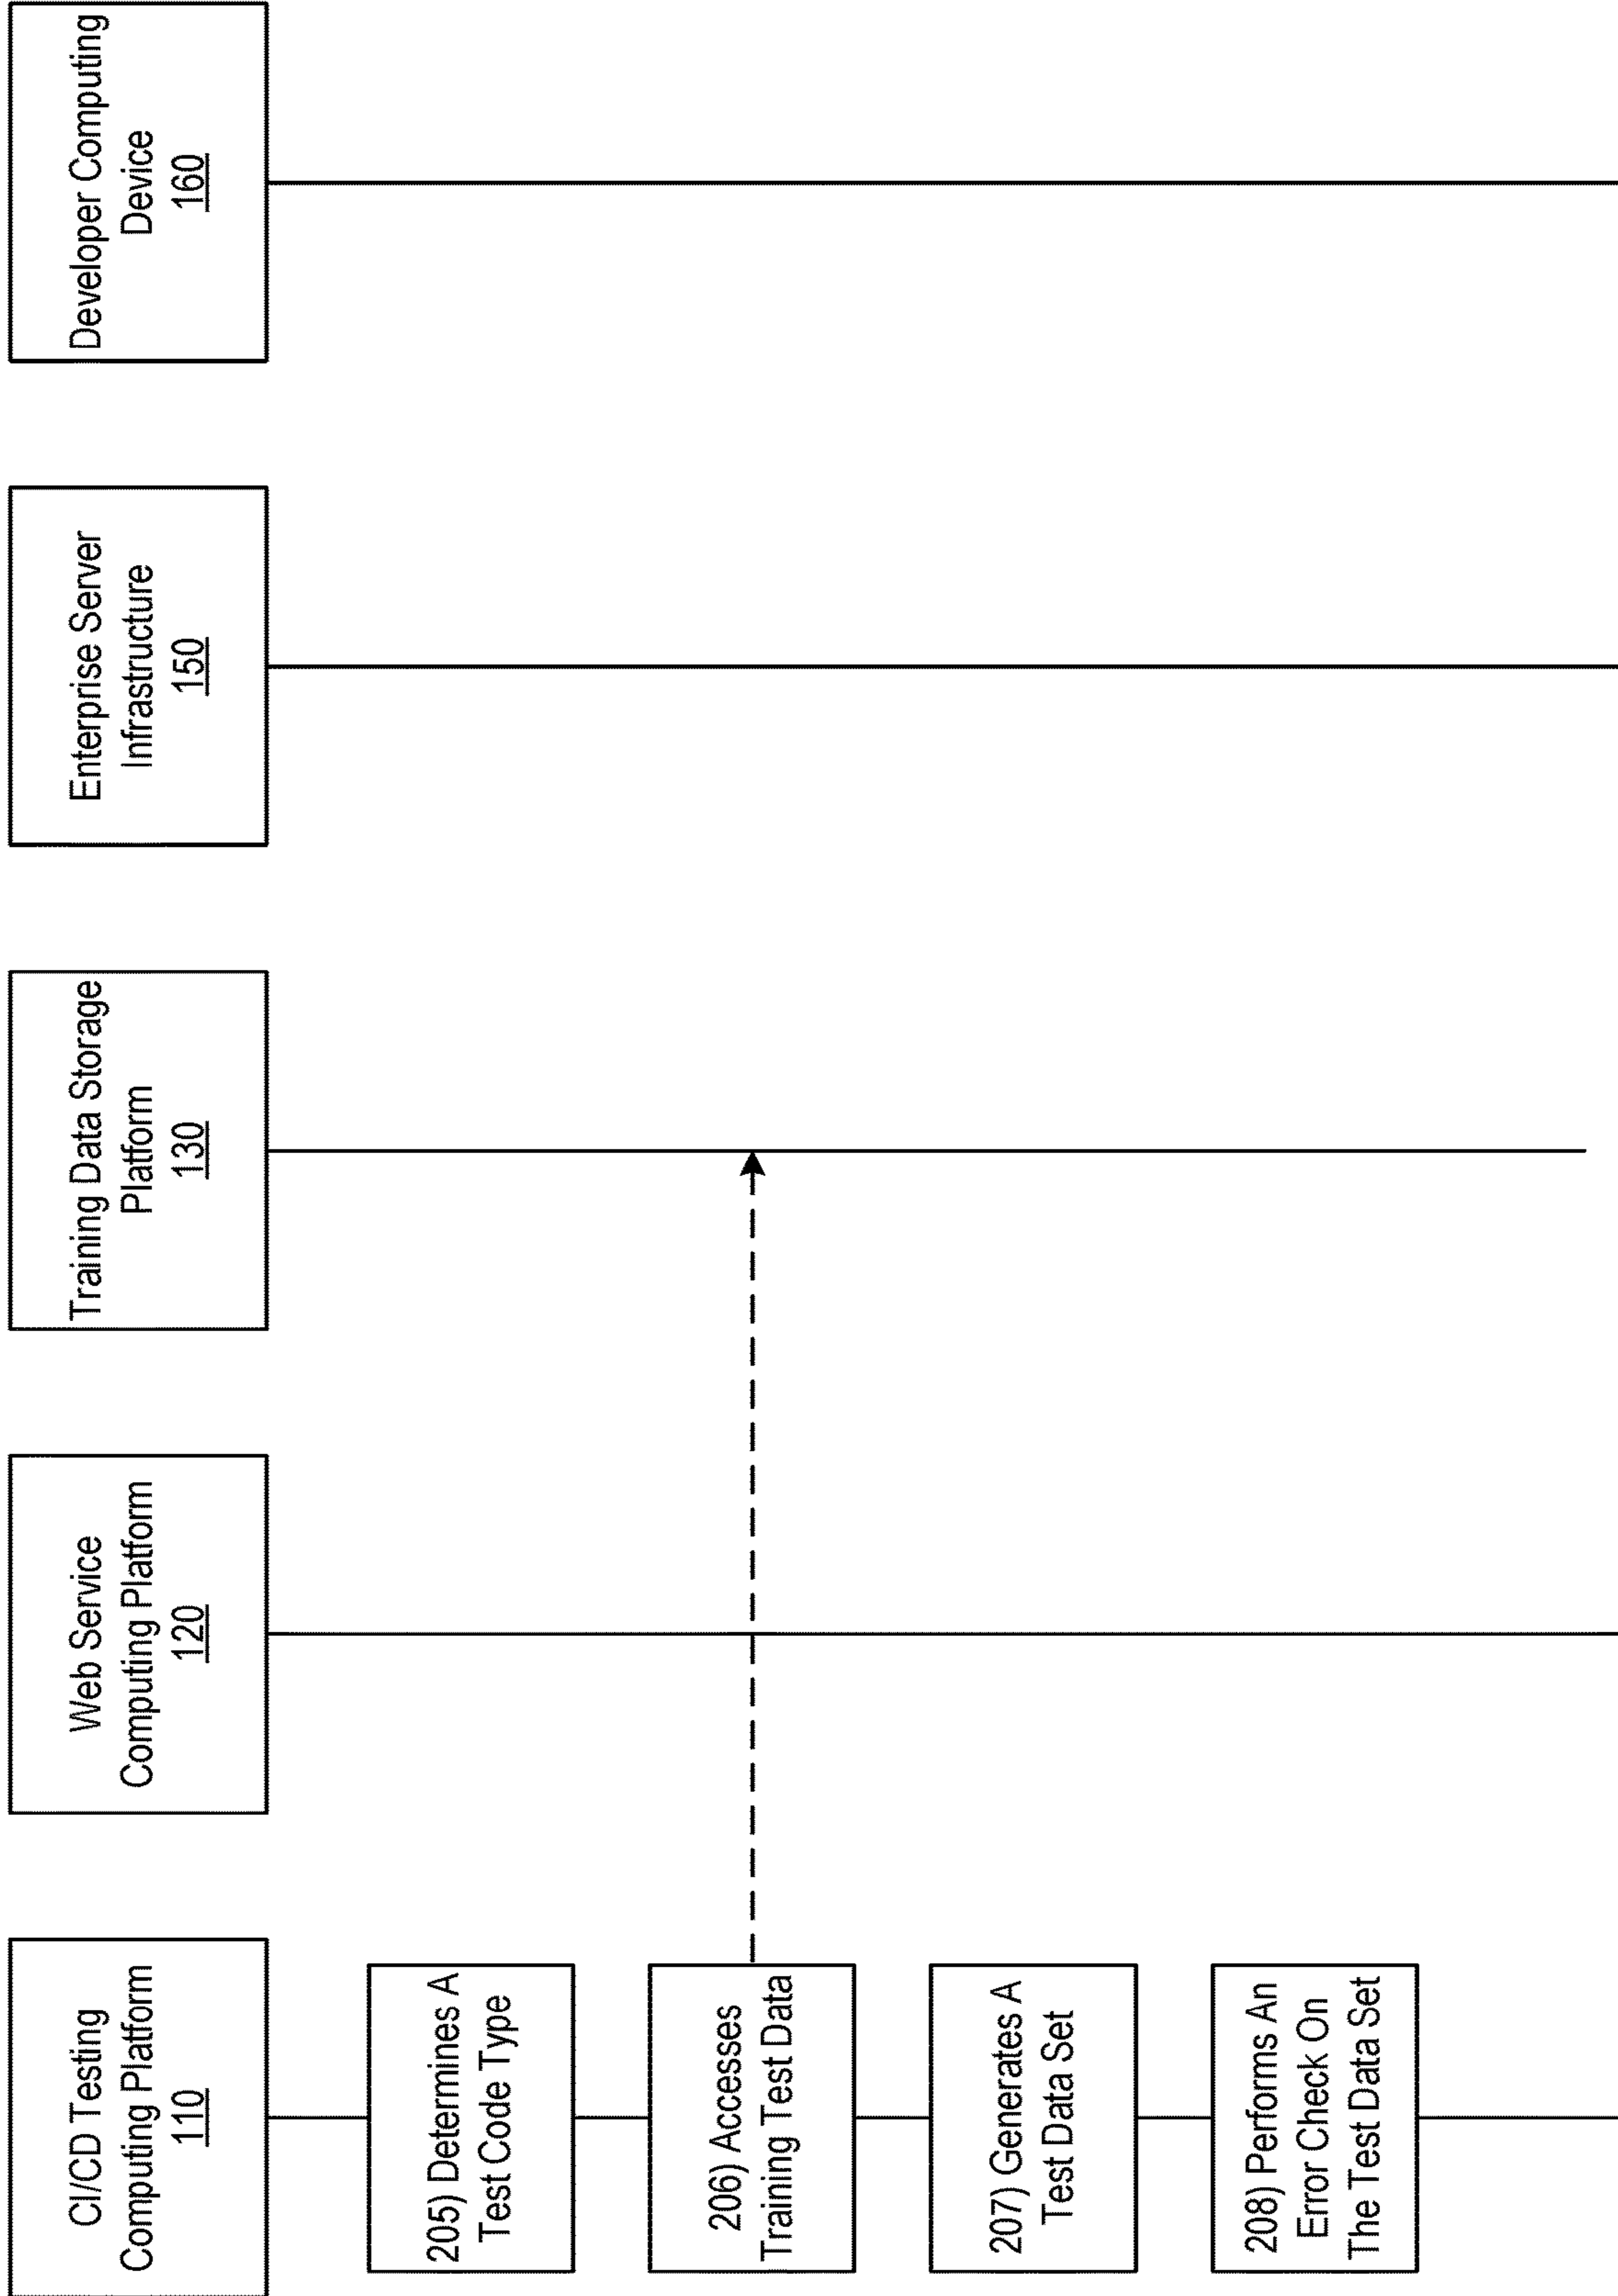 CI/CD Testing
Computing Platform
110
Web Service
Computing Platform
120
Training Data Storage
Platform
130
Enterprise Server
Infrastructure
150
Developer Computing
Device
160
205) Determines A
Test Code Type
206) Accesses
Training Test Data
207) Generates A
Test Data Set
208) Performs An
Error Check On
The Test Data Set